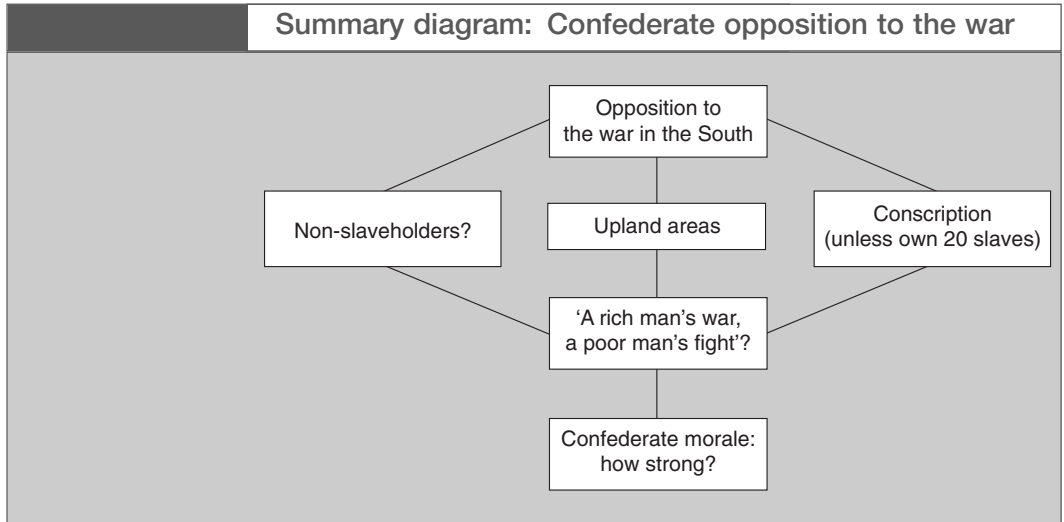 Summary diagram: Confederate opposition to the war
Opposition to
the war in the South
Non-slaveholders?
Upland areas
Conscription
(unless own 20 slaves)
‘A rich man’s war,
a poor man’s fight’?
Confederate morale:
how strong?